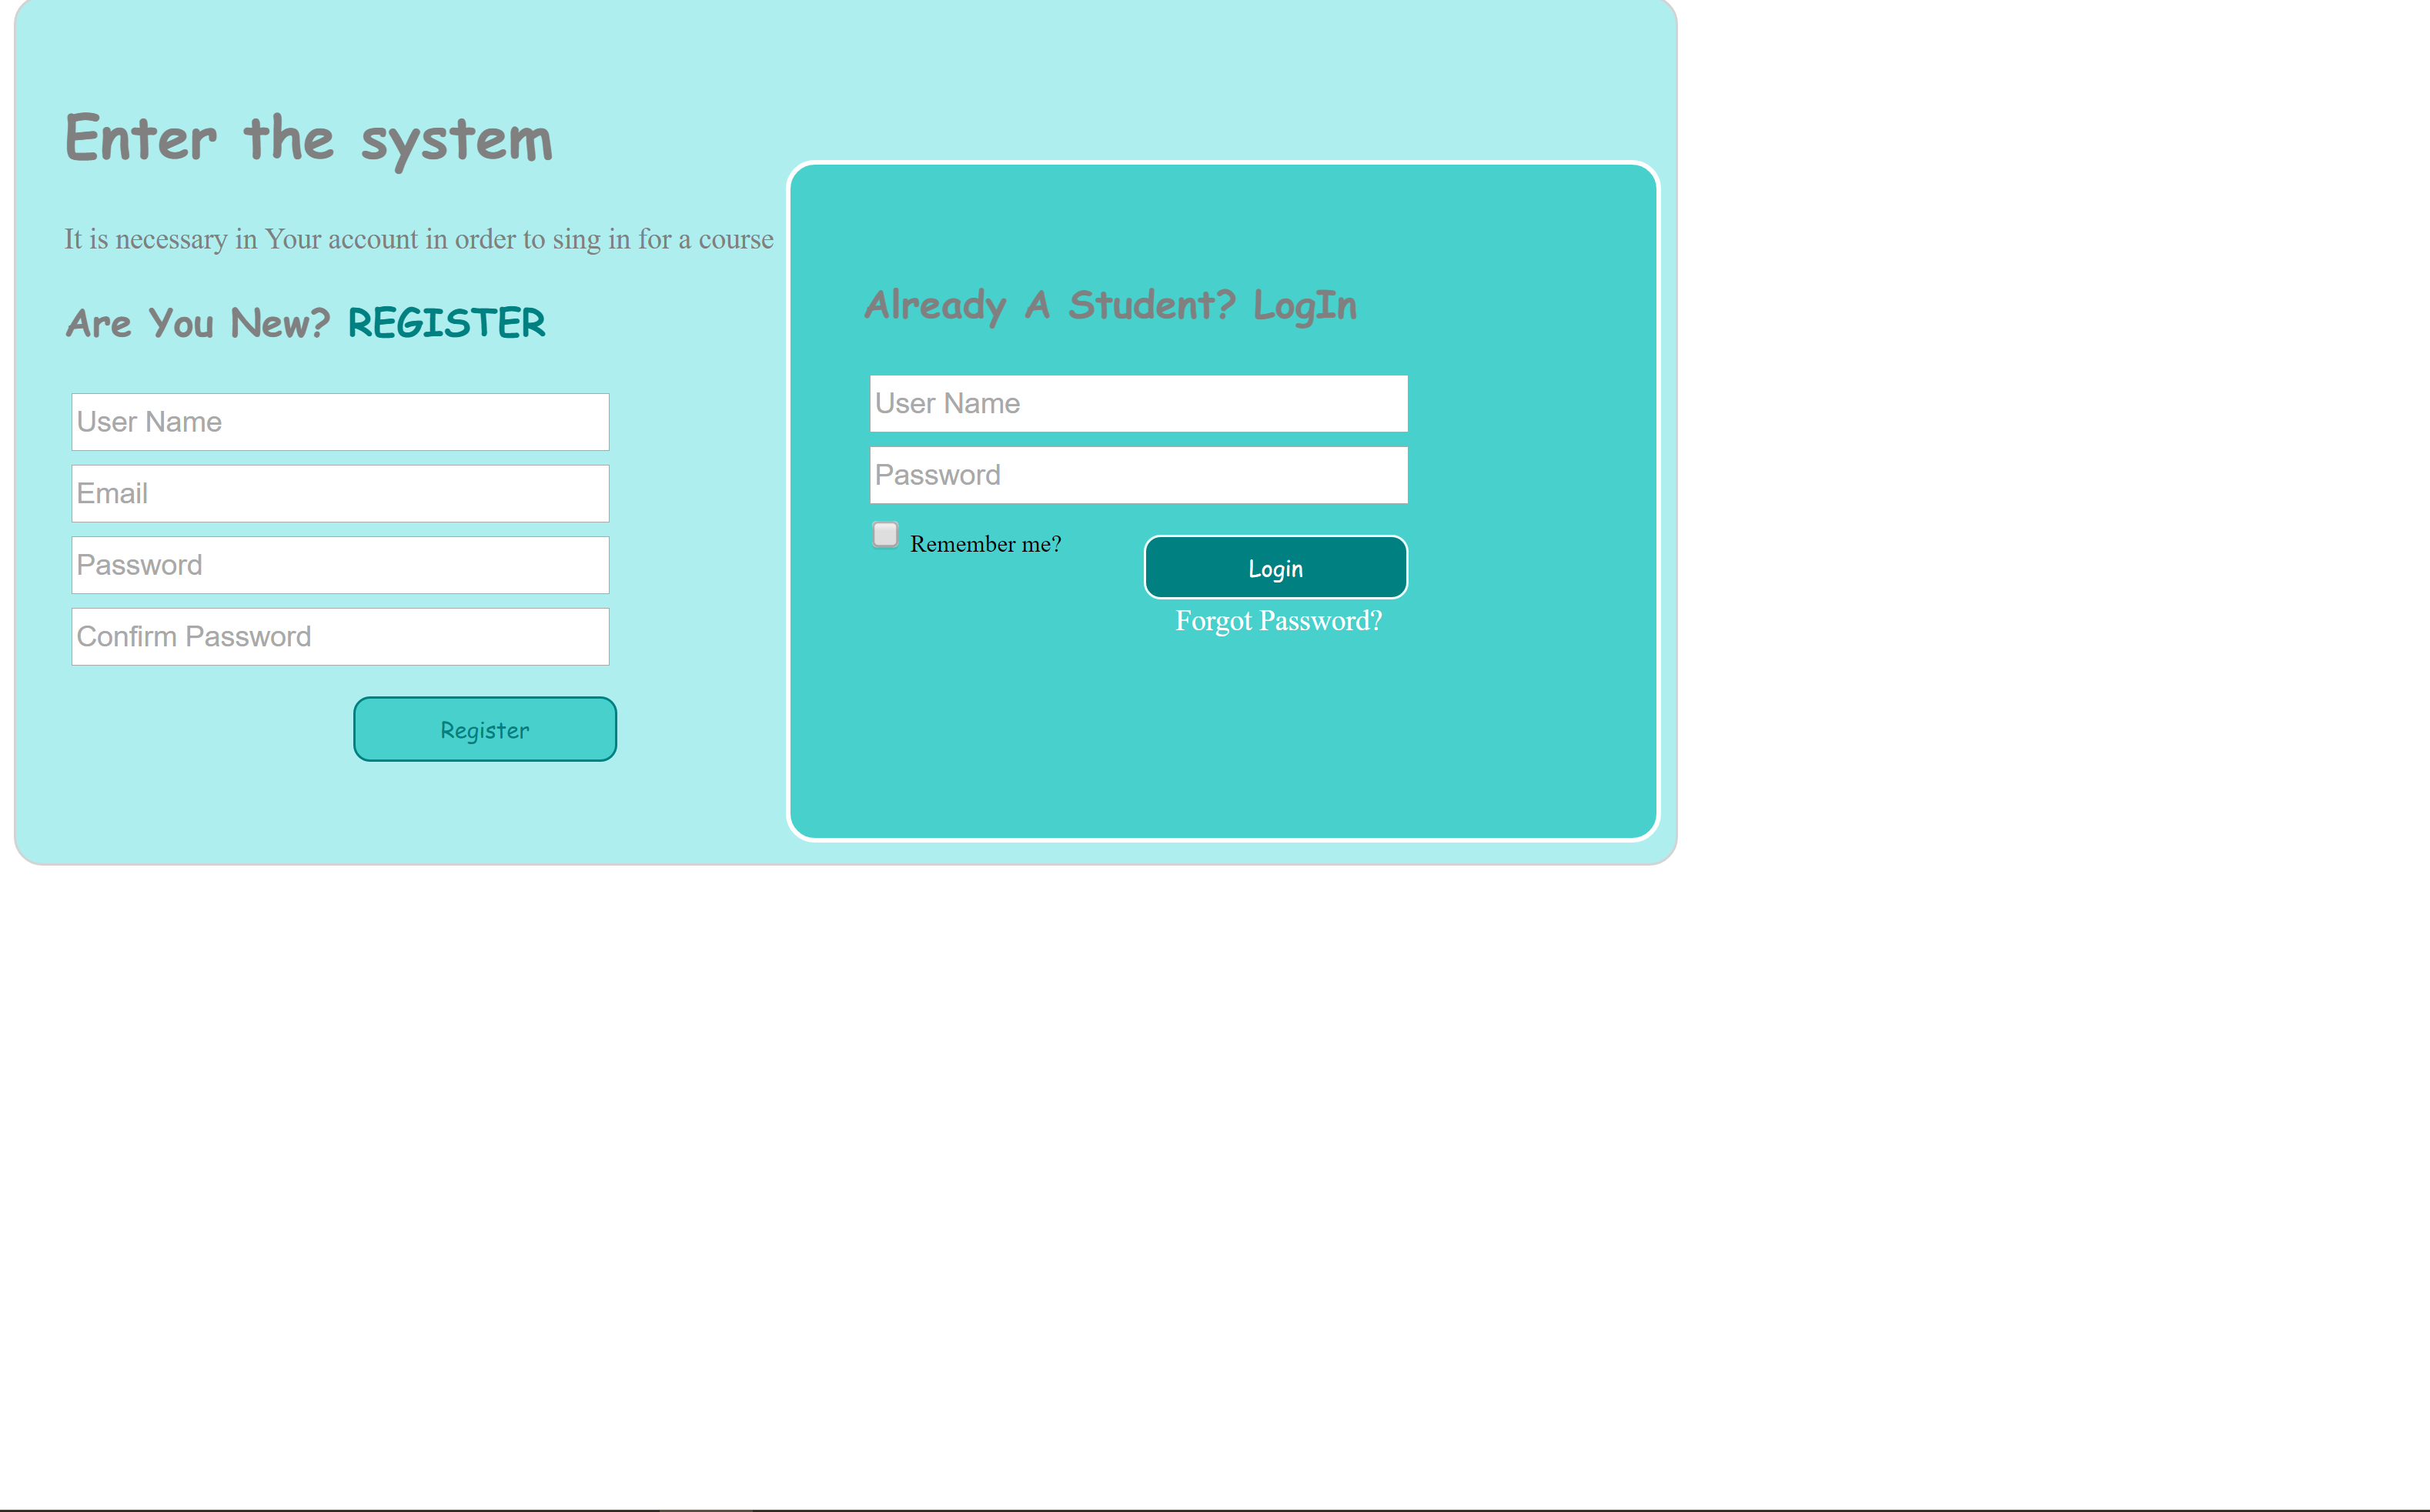 Enter the system
It is necessary in Your account in order to sing in for a course
Are You New? REGISTER
User Name
Email
Password
Confirm Password
Register
Already A Student? LogIn
User Name
Password
Remember me?
Login
Forgot Password?